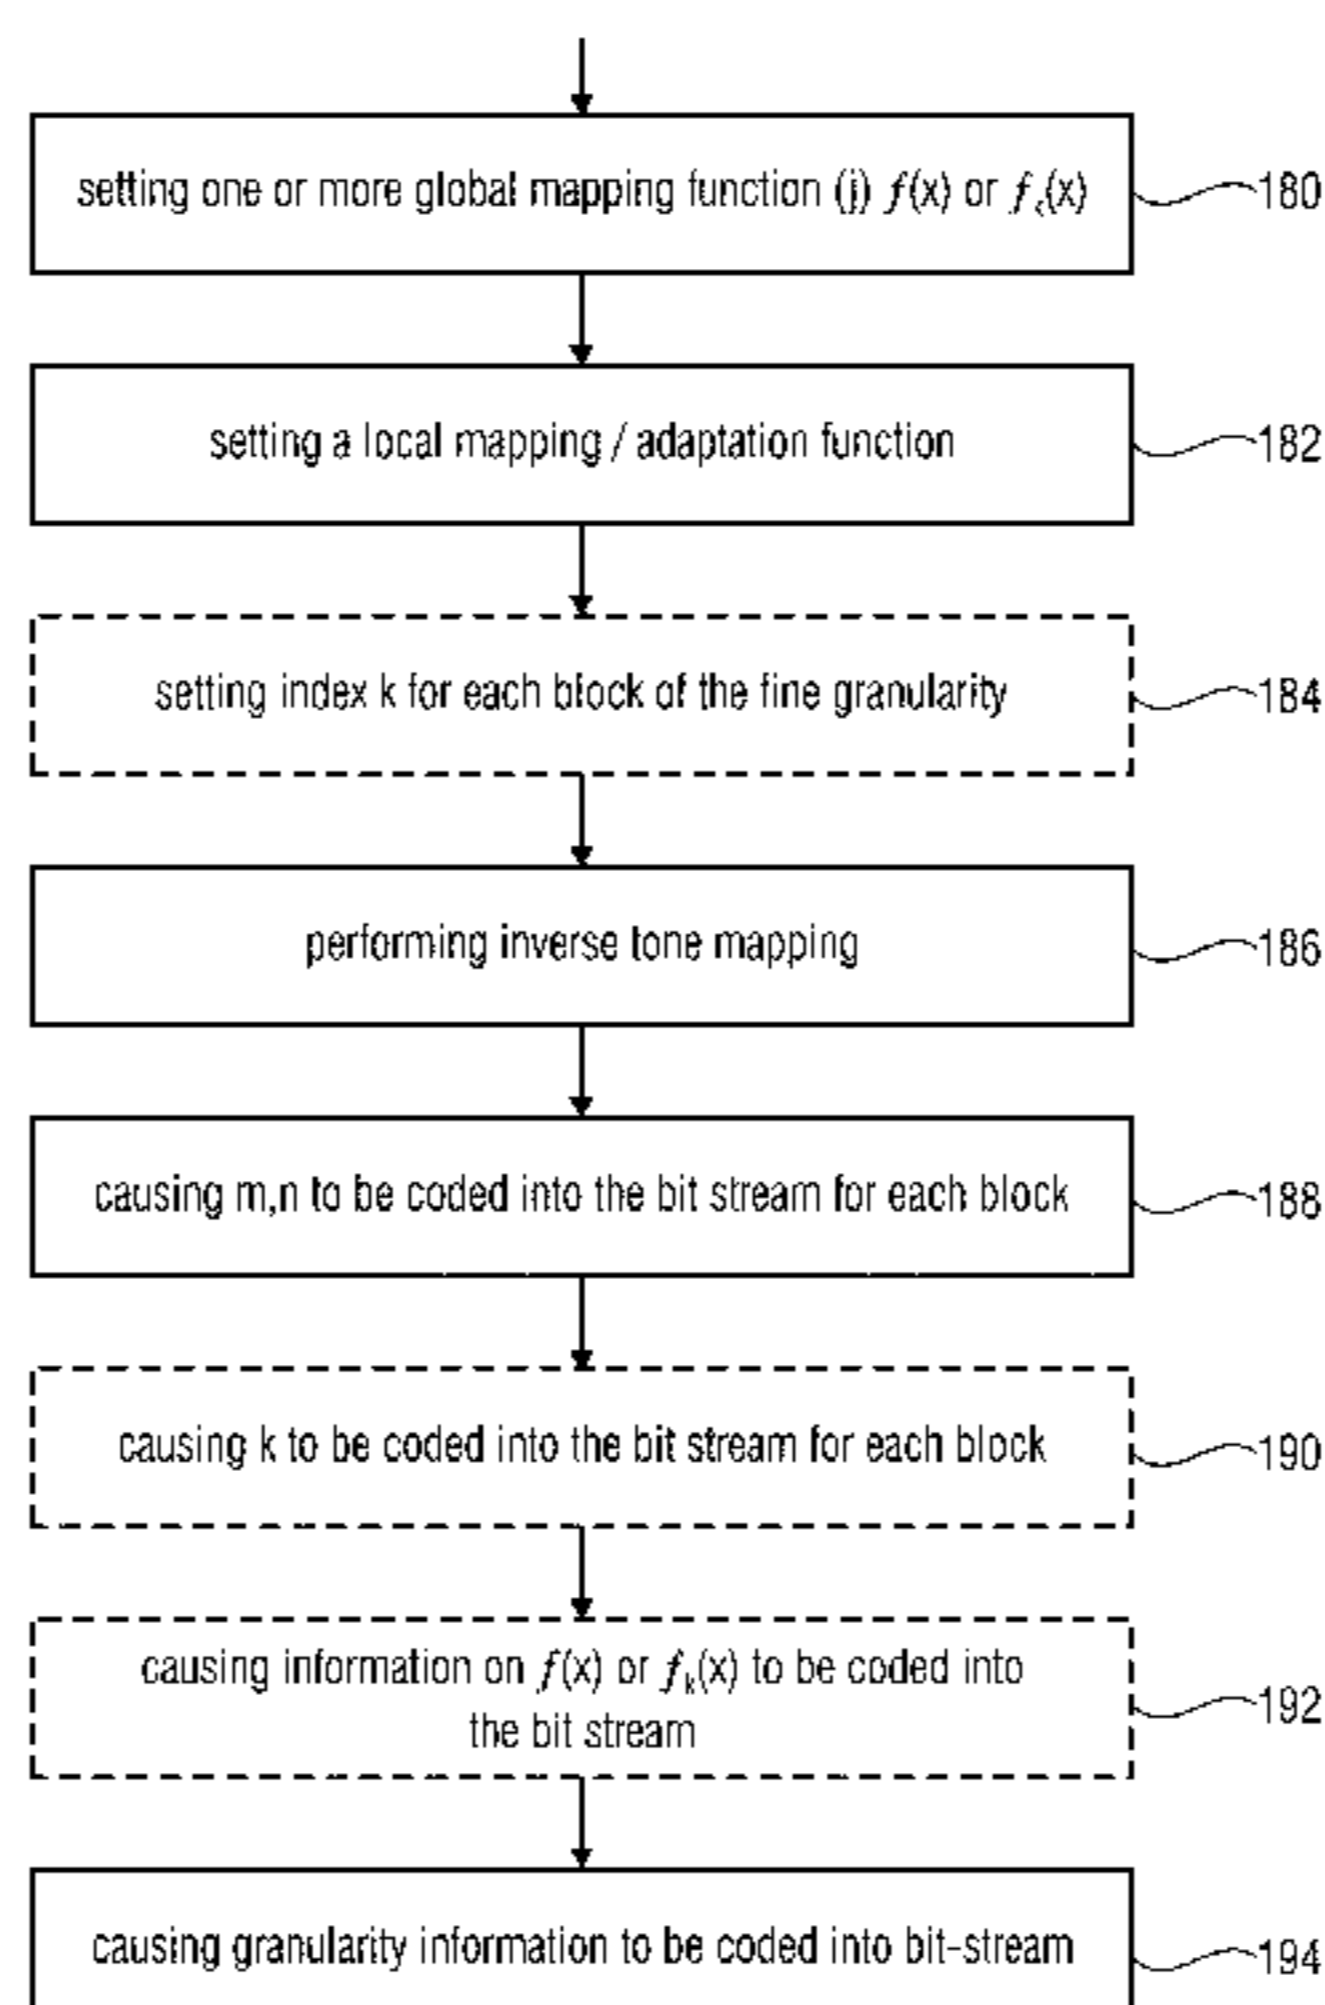 setting one or more global mapping function (j) f(x) or f (x)
180
setting a local mapping / adaptation function
182
setting index k for each block of the fine granularity
184
performing inverse tone mapping
186
causing m,n to be coded into the bit stream for each block
188
causing k to be coded into the bit stream for each block
190
causing information on f(x) or fₖ(x) to be coded into
the bit stream
192
causing granularity information to be coded into bit-stream
194